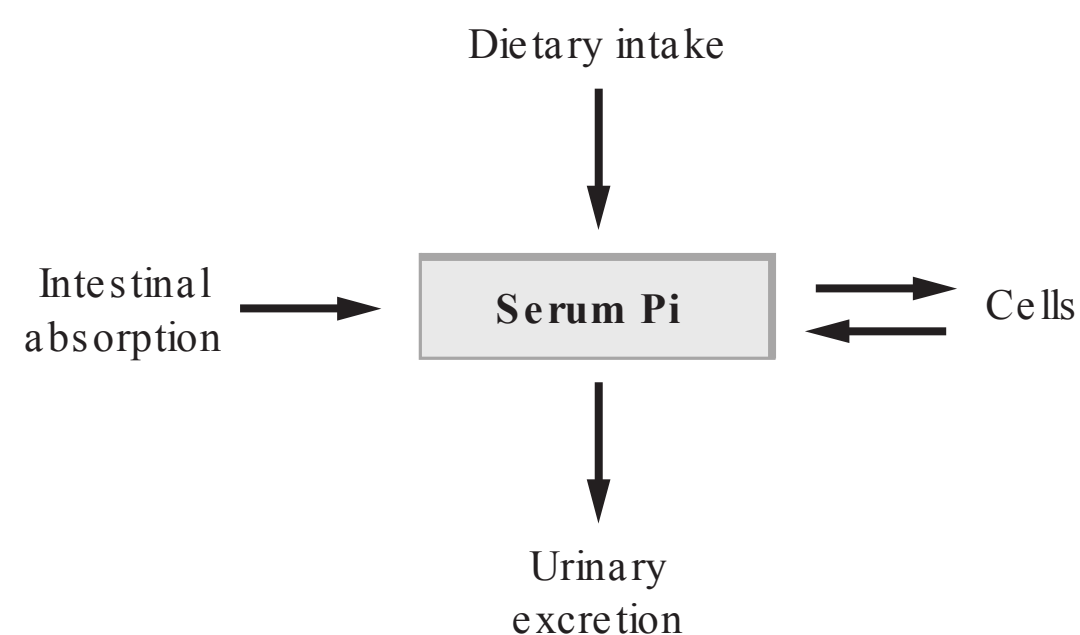 Dietary intake
Intestinal
absorption
Serum Pi
Cells
Urinary
excretion